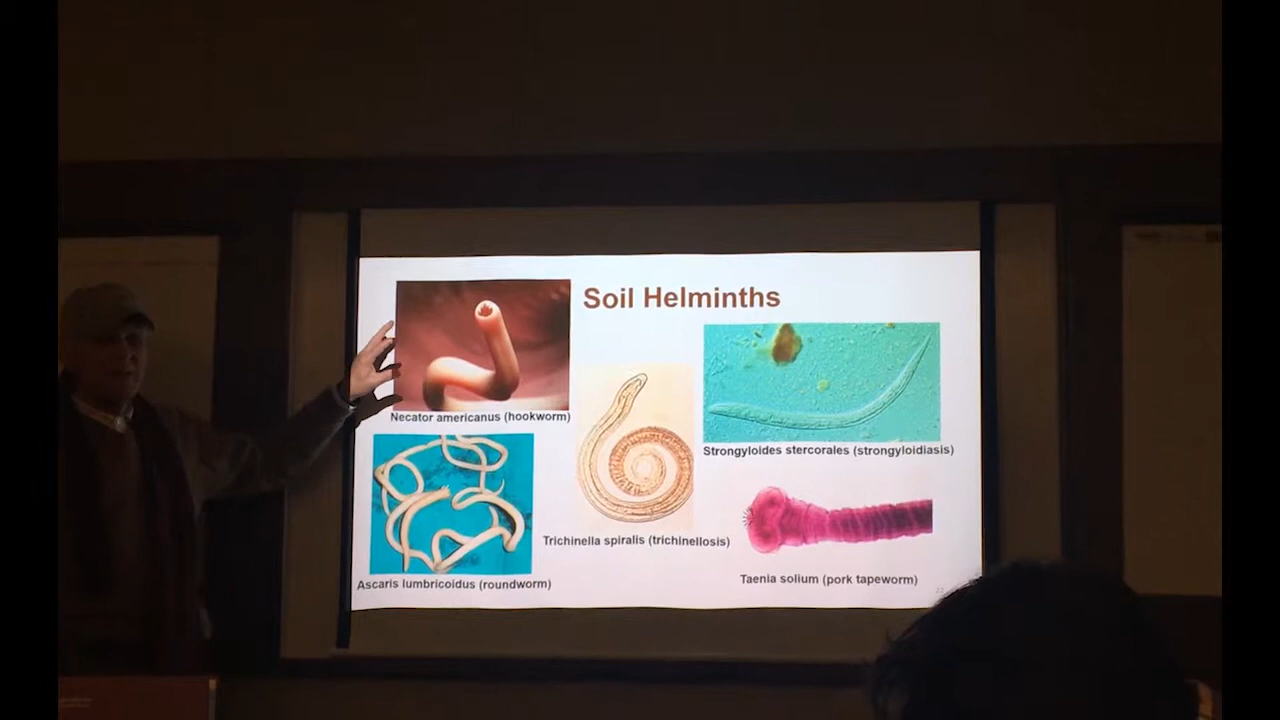 Soil Helminths
Necator americanus (hookworm)
Strongyloides stercorales (strongyloidiasis)
Trichinella spiralis (trichinellosis)
Ascaris lumbricoidus (roundworm)
Taenia solium (pork tapeworm)